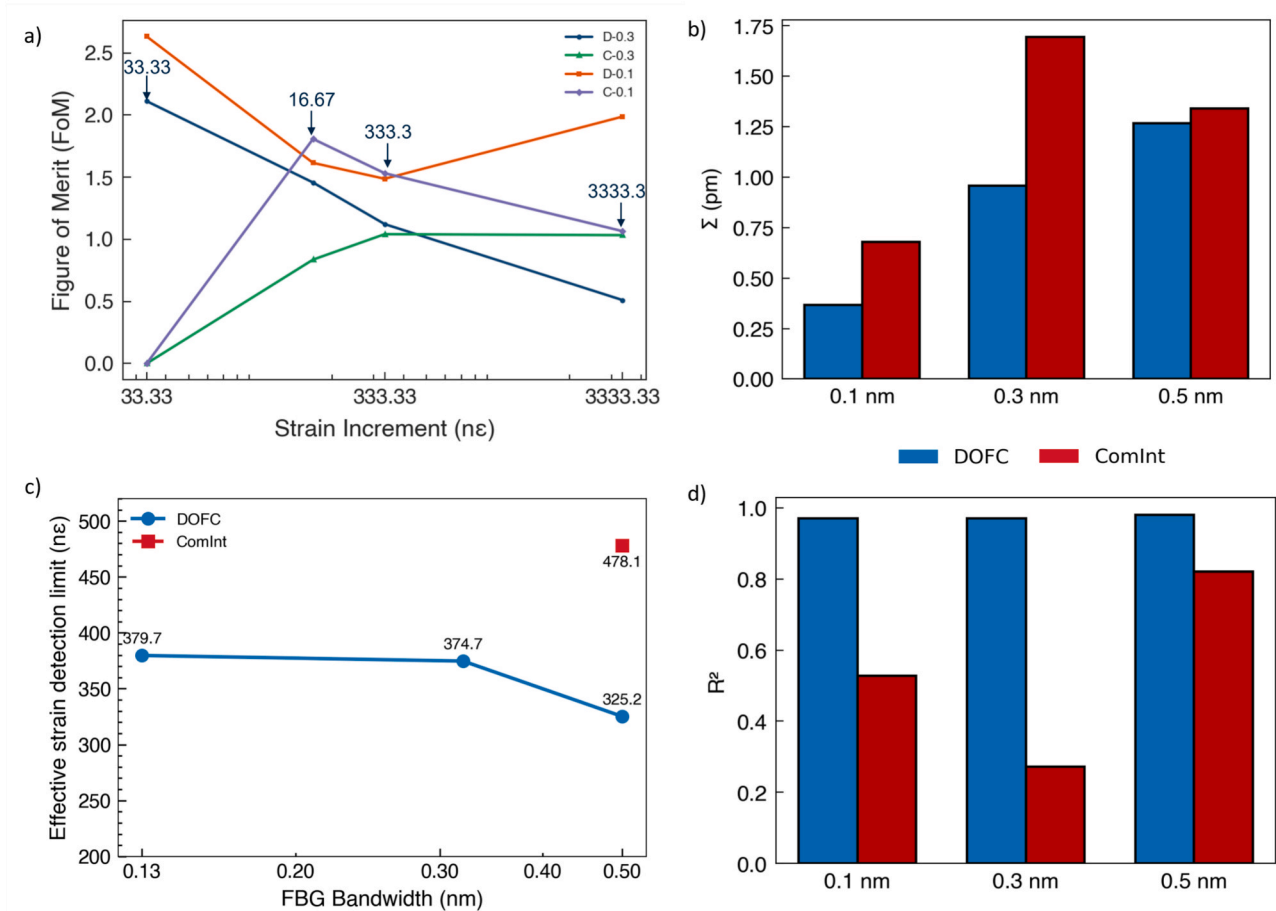 a)
Figure of Merit (FoM)
2.5
2.0
1.5
1.0
0.5
0.0
33.33
16.67
333.3
3333.3
D-0.3
C-0.3
D-0.1
C-0.1
33.33
333.33
3333.33
Strain Increment (nε)
b)
Σ (pm)
1.75
1.50
1.25
1.00
0.75
0.50
0.25
0.00
0.1 nm
0.3 nm
0.5 nm
DOFC
ComInt
c)
Effective strain detection limit (nε)
500
450
400
350
300
250
200
DOFC
ComInt
478.1
379.7
374.7
325.2
0.13
0.20
0.30
0.40
0.50
FBG Bandwidth (nm)
d)
R²
1.0
0.8
0.6
0.4
0.2
0.0
0.1 nm
0.3 nm
0.5 nm